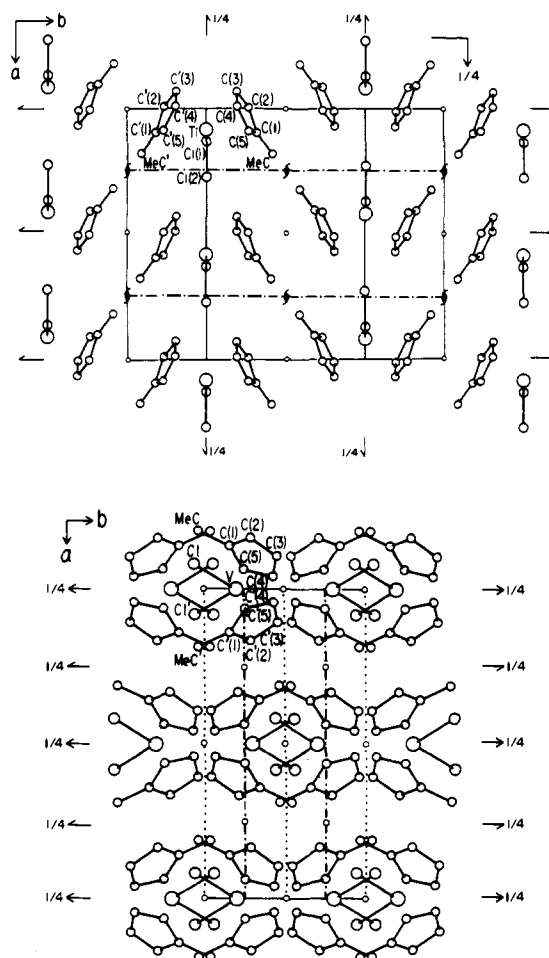 b
a
1/4
1/4
1/4
C'(3)
C(3)
C'(2)
C(2)
C'(4)
C(4)
C'(1)
Ti
C'(5)
C(5)
C(1)
MeC'
Cl(1)
MeC
Cl(2)
1/4
1/4
b
a
MeC
C(1)
C(2)
C(3)
Cl
C(5)
1/4
V
C(4)
1/4
C'(4)
Cl'
C'(5)
C'(1)
C'(3)
MeC'
C'(2)
1/4
1/4
1/4
1/4
1/4
1/4
1/4
1/4